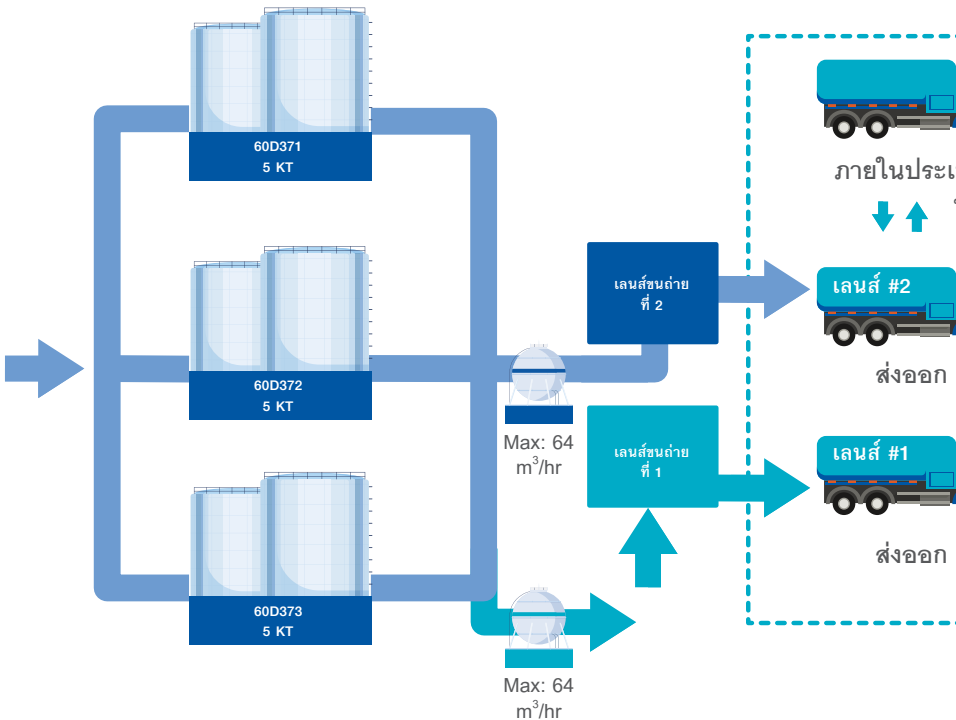 60D371
5 KT
60D372
5 KT
60D373
5 KT
Max: 64
m³/hr
Max: 64
m³/hr
เลนส์ขนถ่าย
ที่ 2
เลนส์ขนถ่าย
ที่ 1
เลนส์ #2
ส่งออก
เลนส์ #1
ส่งออก